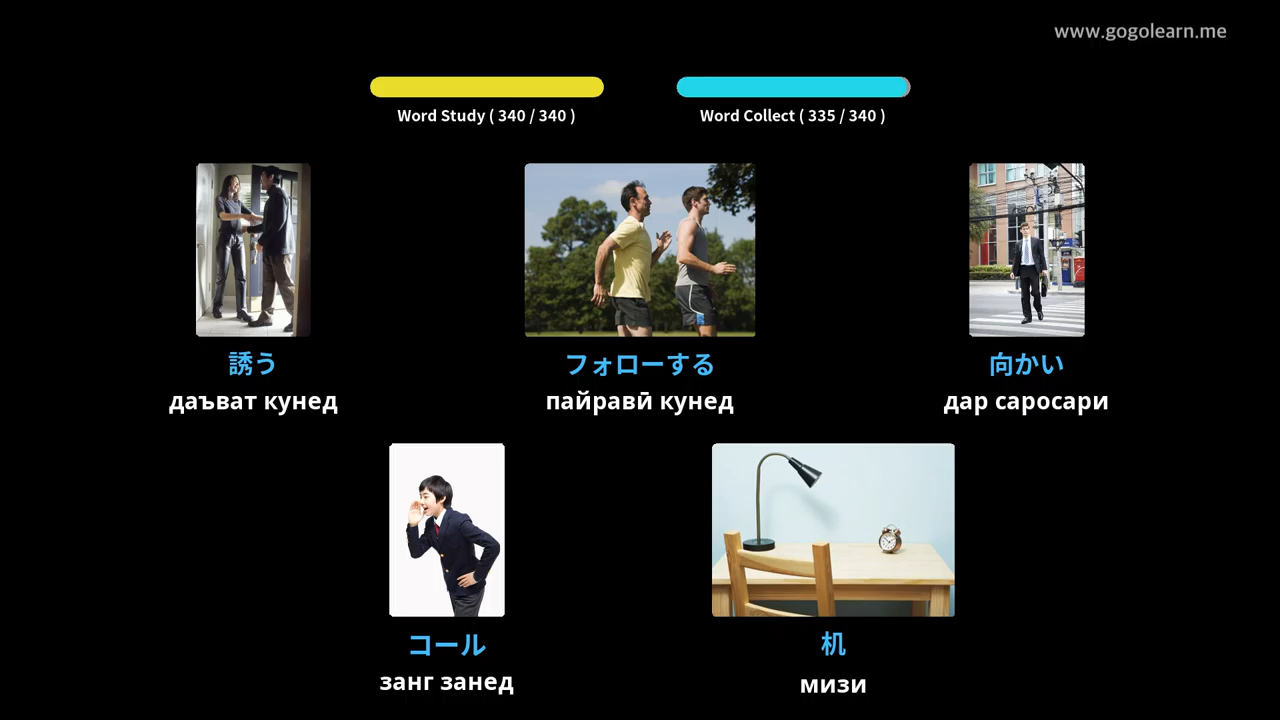 www.gogolearn.me
Word Study ( 340 / 340 )
Word Collect ( 335 / 340 )
誘う
フォローする
向かい
даъват кунед
пайравӣ кунед
дар саросари
コール
机
занг занед
мизи